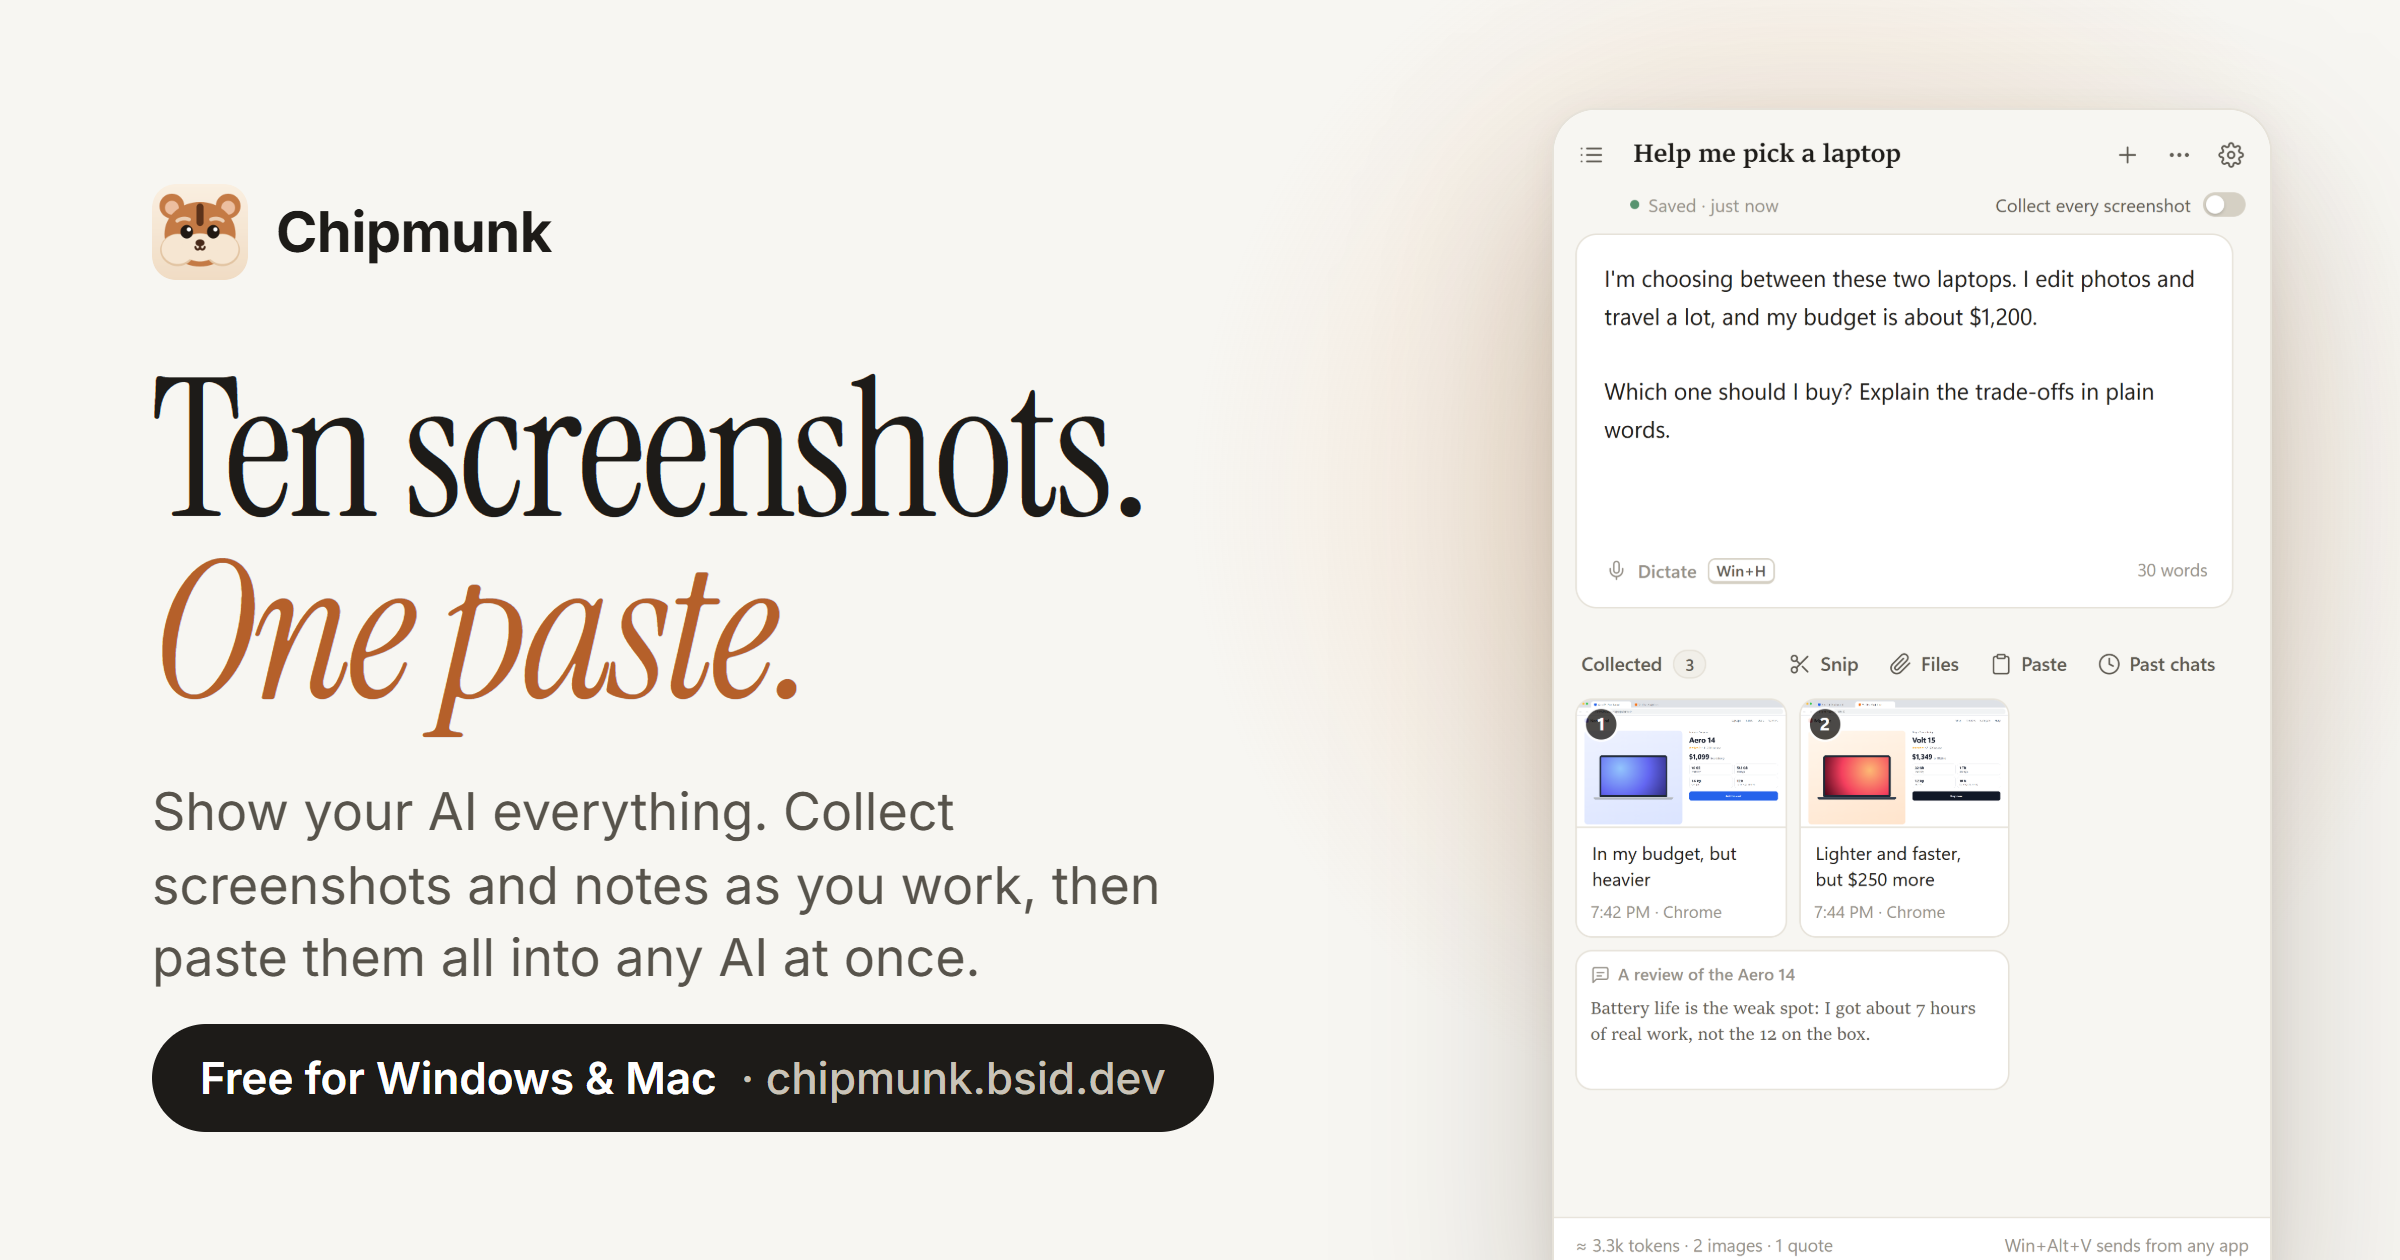 Chipmunk
Ten screenshots.
One paste.
Show your AI everything. Collect
screenshots and notes as you work, then
paste them all into any AI at once.
Free for Windows & Mac · chipmunk.bsid.dev
Help me pick a laptop
Saved · just now
Collect every screenshot
I'm choosing between these two laptops. I edit photos and
travel a lot, and my budget is about $1,200.
Which one should I buy? Explain the trade-offs in plain
words.
Dictate Win+H
30 words
Collected 3
Snip Files Paste Past chats
1
Aero 14
$1,099
In my budget, but
heavier
7:42 PM · Chrome
2
Volt 15
$1,349
Lighter and faster,
but $250 more
7:44 PM · Chrome
A review of the Aero 14
Battery life is the weak spot: I got about 7 hours
of real work, not the 12 on the box.
≈ 3.3k tokens · 2 images · 1 quote
Win+Alt+V sends from any app